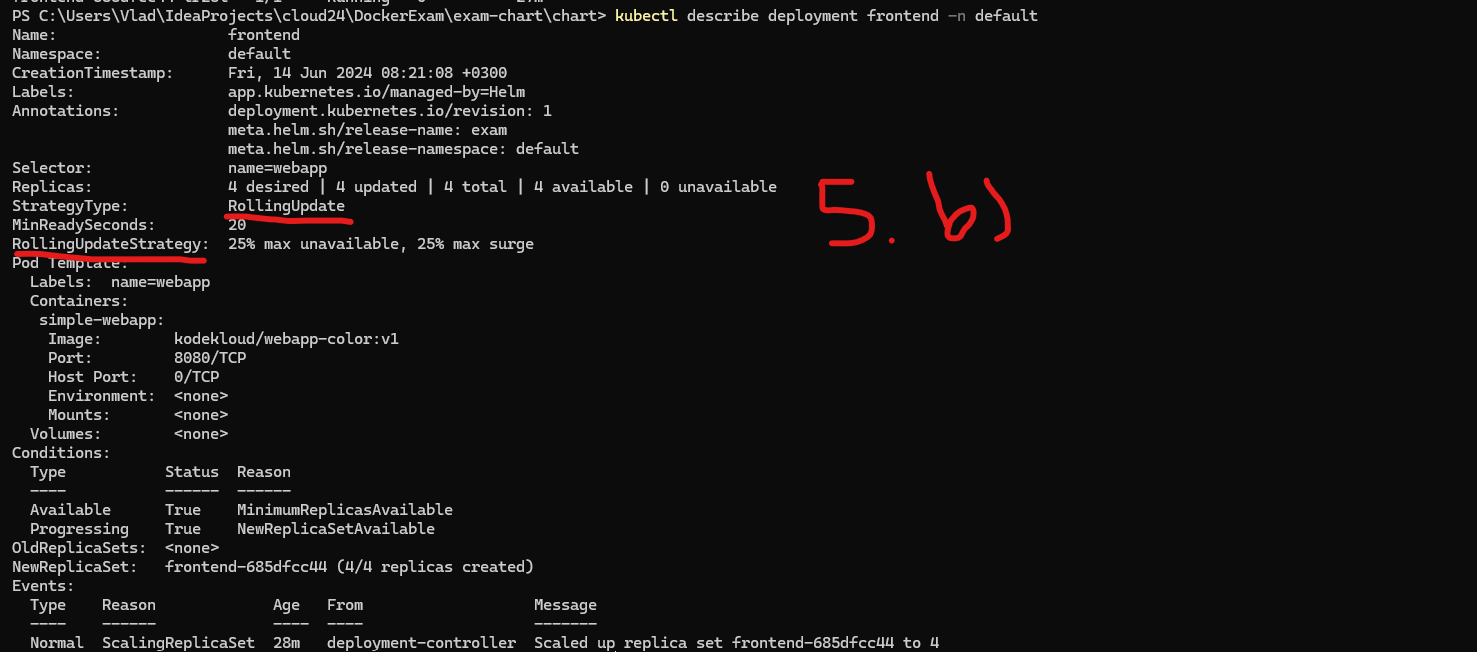 PS C:\Users\Vlad\IdeaProjects\cloud24\DockerExam\exam-chart\chart> kubectl describe deployment frontend -n default
Name:                   frontend
Namespace:              default
CreationTimestamp:      Fri, 14 Jun 2024 08:21:08 +0300
Labels:                 app.kubernetes.io/managed-by=Helm
Annotations:            deployment.kubernetes.io/revision: 1
                        meta.helm.sh/release-name: exam
                        meta.helm.sh/release-namespace: default
Selector:               name=webapp
Replicas:               4 desired | 4 updated | 4 total | 4 available | 0 unavailable
StrategyType:           RollingUpdate
5. b)
MinReadySeconds:        20
RollingUpdateStrategy:  25% max unavailable, 25% max surge
Pod Template:
  Labels:  name=webapp
  Containers:
   simple-webapp:
    Image:        kodekloud/webapp-color:v1
    Port:         8080/TCP
    Host Port:    0/TCP
    Environment:  <none>
    Mounts:       <none>
  Volumes:        <none>
Conditions:
  Type           Status  Reason
  ----           ------  ------
  Available      True    MinimumReplicasAvailable
  Progressing    True    NewReplicaSetAvailable
OldReplicaSets:  <none>
NewReplicaSet:   frontend-685dfcc44 (4/4 replicas created)
Events:
  Type    Reason             Age   From                   Message
  ----    ------             ----  ----                   -------
  Normal  ScalingReplicaSet  28m   deployment-controller  Scaled up replica set frontend-685dfcc44 to 4